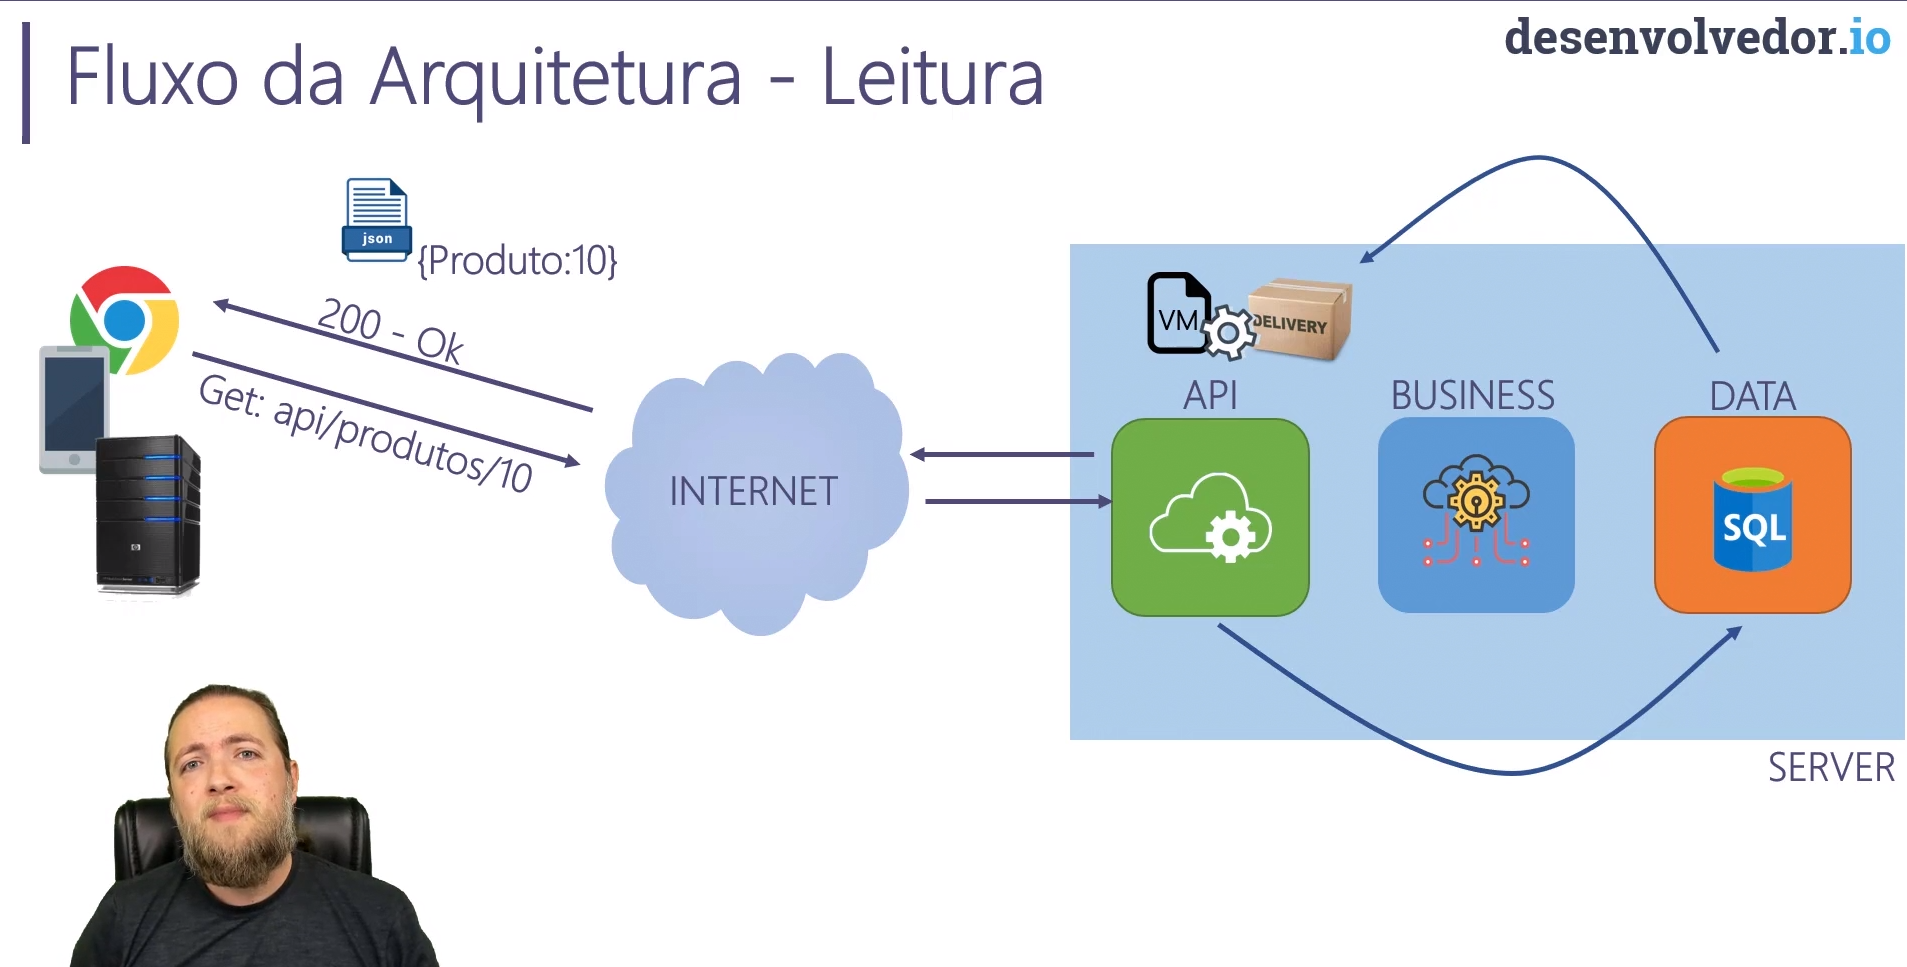 Fluxo da Arquitetura - Leitura
desenvolvedor.io
json
{Produto:10}
200 - Ok
Get: api/produtos/10
INTERNET
VM
DELIVERY
API
BUSINESS
DATA
SQL
SERVER